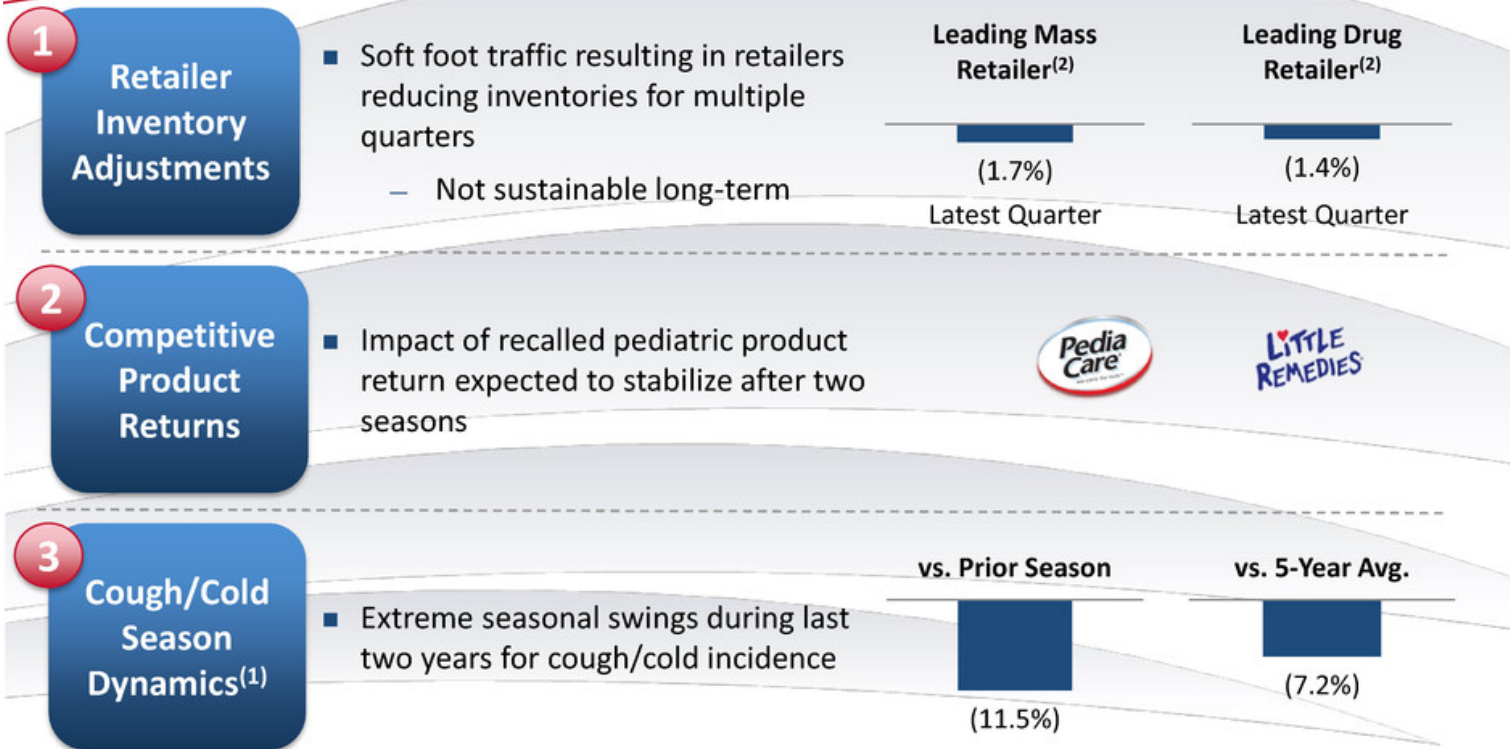 1
Retailer
Inventory
Adjustments
■ Soft foot traffic resulting in retailers
reducing inventories for multiple
quarters
– Not sustainable long-term
Leading Mass
Retailer(2)
(1.7%)
Latest Quarter
Leading Drug
Retailer(2)
(1.4%)
Latest Quarter
2
Competitive
Product
Returns
■ Impact of recalled pediatric product
return expected to stabilize after two
seasons
Pedia
Care
LiTTLE
REMEDIES
3
Cough/Cold
Season
Dynamics(1)
■ Extreme seasonal swings during last
two years for cough/cold incidence
vs. Prior Season
(11.5%)
vs. 5-Year Avg.
(7.2%)